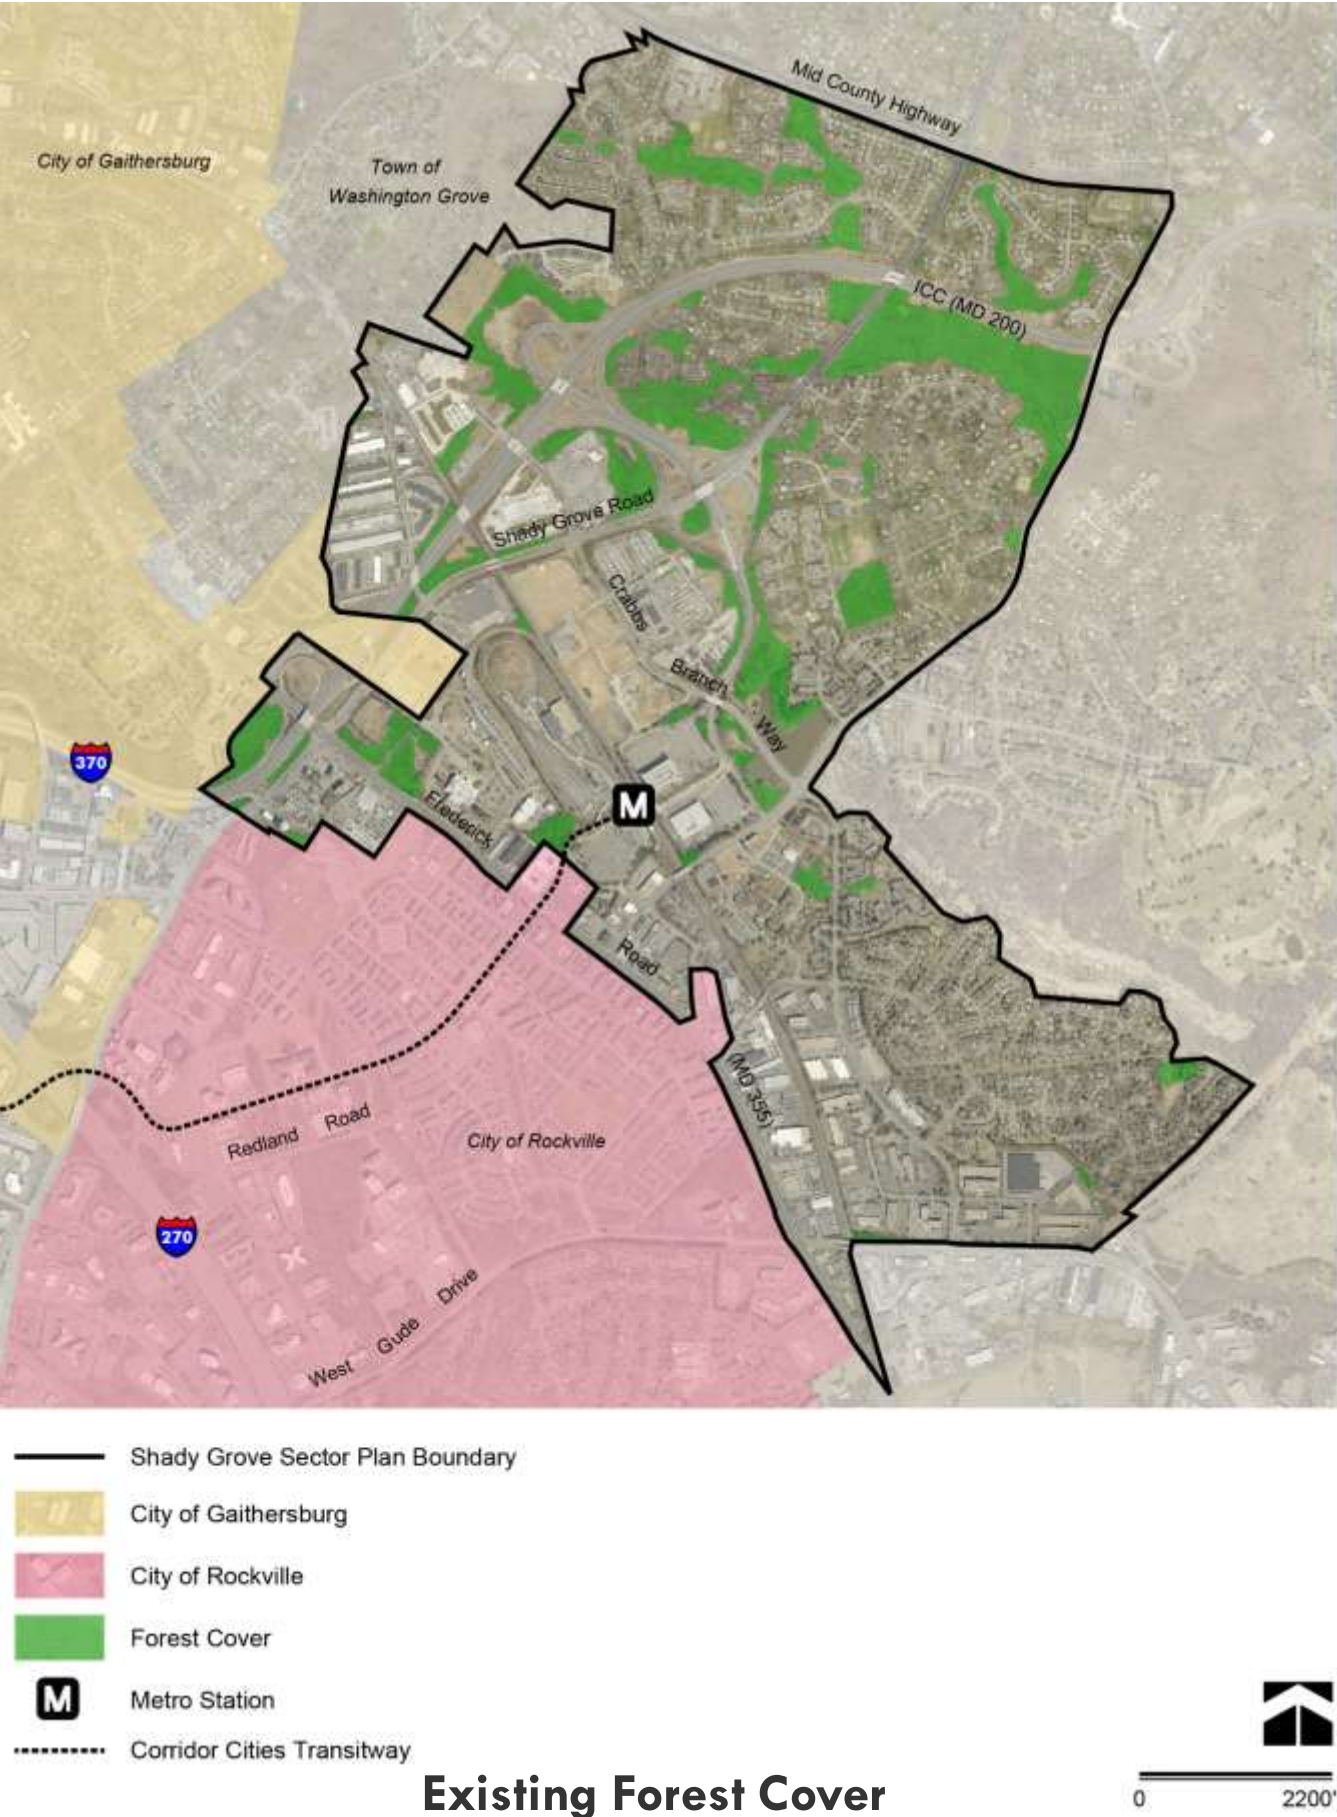 Mid County Highway
City of Gaithersburg
Town of
Washington Grove
ICC (MD 200)
Shady Grove Road
Crabbs
Branch
Way
370
M
Frederick
Road
(MD 355)
Redland Road
City of Rockville
270
West Gude Drive
Shady Grove Sector Plan Boundary
City of Gaithersburg
City of Rockville
Forest Cover
M Metro Station
Corridor Cities Transitway
Existing Forest Cover
0 2200'